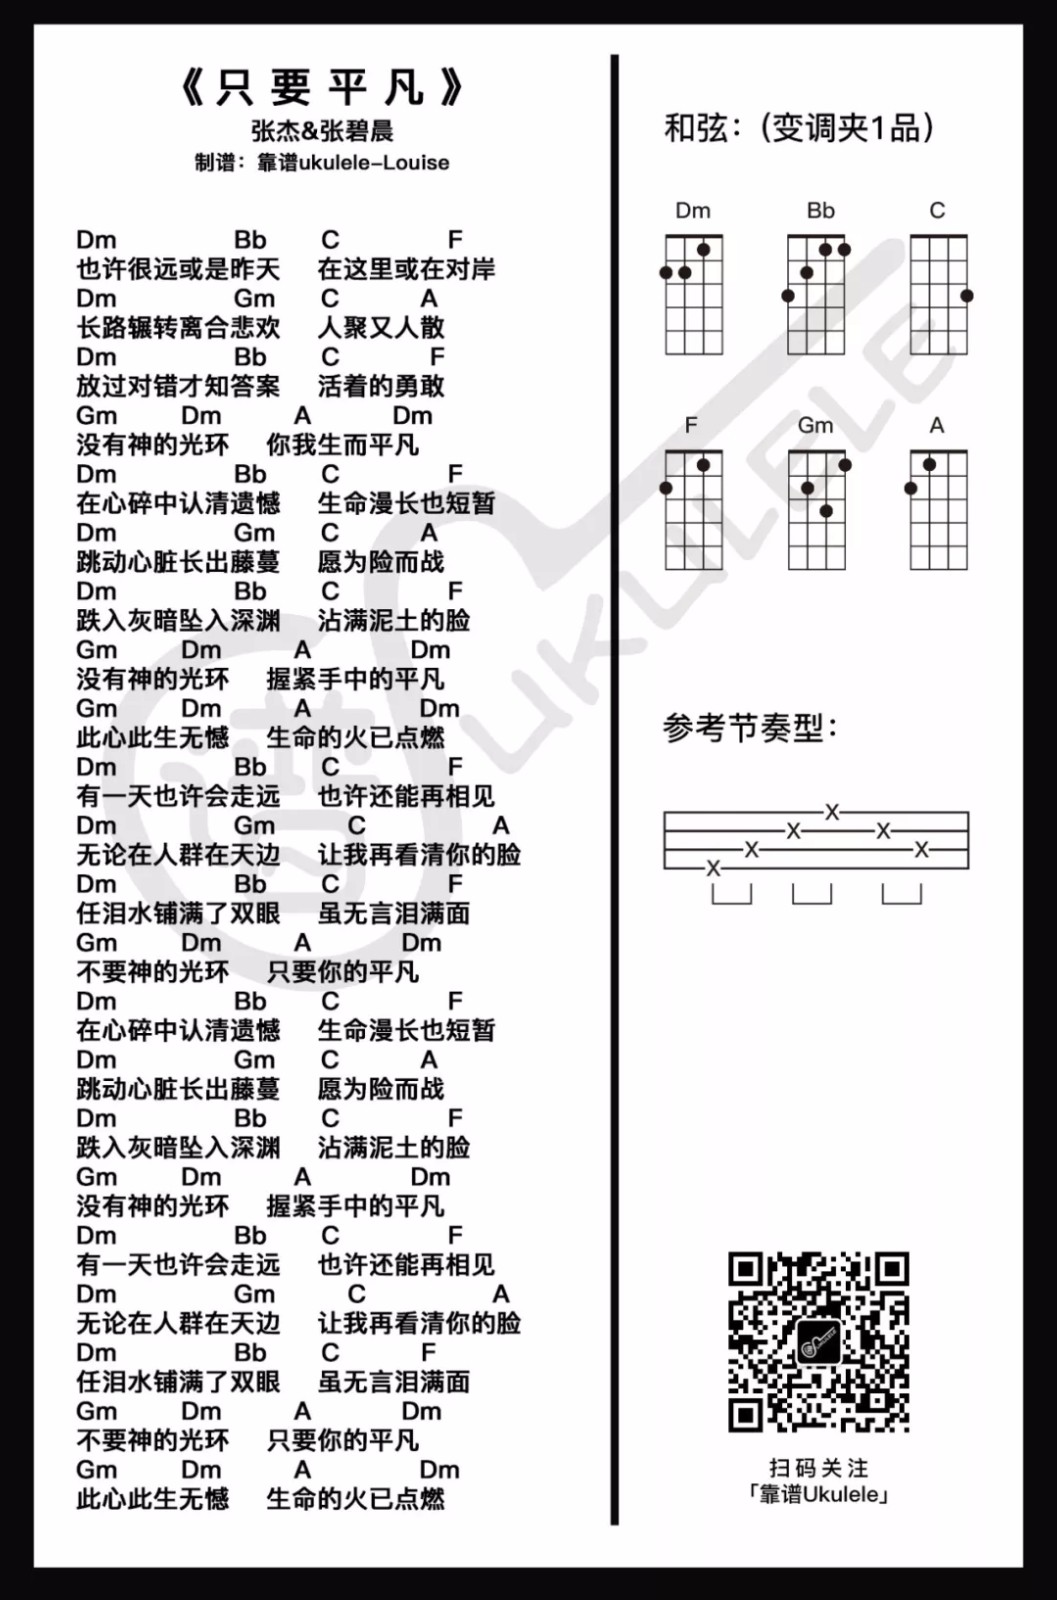 《只要平凡》
张杰&张碧晨
制谱：靠谱ukulele-Louise
Dm Bb C F
也许很远或是昨天 在这里或在对岸
Dm Gm C A
长路辗转离合悲欢 人聚又人散
Dm Bb C F
放过对错才知答案 活着的勇敢
Gm Dm A Dm
没有神的光环 你我生而平凡
Dm Bb C F
在心碎中认清遗憾 生命漫长也短暂
Dm Gm C A
跳动心脏长出藤蔓 愿为险而战
Dm Bb C F
跌入灰暗坠入深渊 沾满泥土的脸
Gm Dm A Dm
没有神的光环 握紧手中的平凡
Gm Dm A Dm
此心此生无憾 生命的火已点燃
Dm Bb C F
有一天也许会走远 也许还能再相见
Dm Gm C A
无论在人群在天边 让我再看清你的脸
Dm Bb C F
任泪水铺满了双眼 虽无言泪满面
Gm Dm A Dm
不要神的光环 只要你的平凡
Dm Bb C F
在心碎中认清遗憾 生命漫长也短暂
Dm Gm C A
跳动心脏长出藤蔓 愿为险而战
Dm Bb C F
跌入灰暗坠入深渊 沾满泥土的脸
Gm Dm A Dm
没有神的光环 握紧手中的平凡
Dm Bb C F
有一天也许会走远 也许还能再相见
Dm Gm C A
无论在人群在天边 让我再看清你的脸
Dm Bb C F
任泪水铺满了双眼 虽无言泪满面
Gm Dm A Dm
不要神的光环 只要你的平凡
Gm Dm A Dm
此心此生无憾 生命的火已点燃
和弦：（变调夹1品）
Dm Bb C
F Gm A
参考节奏型：
X
X X
X X
X
扫码关注
「靠谱Ukulele」
谱
UKULELE